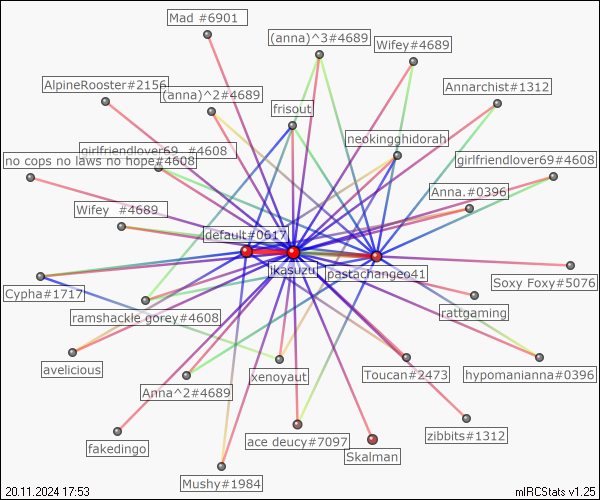 Mad #6901
(anna)^3#4689
Wifey#4689
AlpineRooster#2156
(anna)^2#4689
Annarchist#1312
frisout
neokingghidorah
girlfriendlover69 #4608
no cops no laws no hope#4608
girlfriendlover69#4608
Anna.#0396
Wifey #4689
default#0617
jkasuzu
pastachangeo41
Soxy Foxy#5076
Cypha#1717
rattgaming
ramshackle gorey#4608
avelicious
xenoyaut
Toucan#2473
hypomanianna#0396
Anna^2#4689
fakedingo
ace deucy#7097
zibbits#1312
Skalman
Mushy#1984
20.11.2024 17:53
mIRCStats v1.25